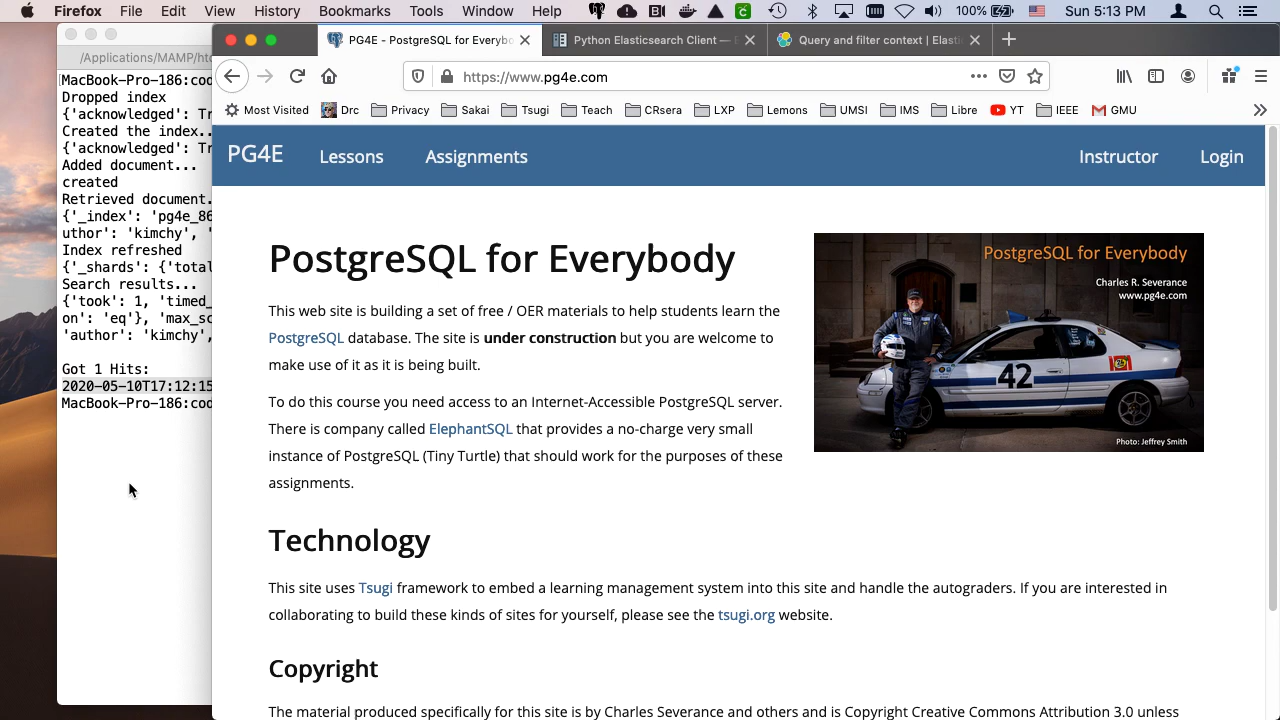 Firefox File Edit View History Bookmarks Tools Window Help 100% Sun 5:13 PM
/Applications/MAMP/htd
MacBook-Pro-186:cod
Dropped index
{'acknowledged': Tr
Created the index..
{'acknowledged': Tr
Added document...
created
Retrieved document.
{'_index': 'pg4e_86
uthor': 'kimchy', '
Index refreshed
{'_shards': {'total
Search results...
{'took': 1, 'timed_
on': 'eq'}, 'max_sc
'author': 'kimchy',
Got 1 Hits:
2020-05-10T17:12:15
MacBook-Pro-186:cod
PG4E - PostgreSQL for Everybo
Python Elasticsearch Client —
Query and filter context | Elasti
https://www.pg4e.com
Most Visited Drc Privacy Sakai Tsugi Teach CRsera LXP Lemons UMSI IMS Libre YT IEEE GMU
PG4E Lessons Assignments Instructor Login
PostgreSQL for Everybody
This web site is building a set of free / OER materials to help students learn the
PostgreSQL database. The site is under construction but you are welcome to
make use of it as it is being built.
To do this course you need access to an Internet-Accessible PostgreSQL server.
There is company called ElephantSQL that provides a no-charge very small
instance of PostgreSQL (Tiny Turtle) that should work for the purposes of these
assignments.
PostgreSQL for Everybody
Charles R. Severance
www.pg4e.com
42
Photo: Jeffrey Smith
Technology
This site uses Tsugi framework to embed a learning management system into this site and handle the autograders. If you are interested in
collaborating to build these kinds of sites for yourself, please see the tsugi.org website.
Copyright
The material produced specifically for this site is by Charles Severance and others and is Copyright Creative Commons Attribution 3.0 unless